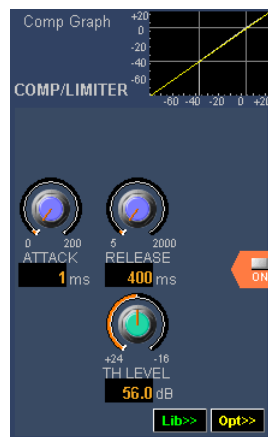 Comp Graph
+20
0
-20
-40
-60
-60 -40 -20 0 +20
COMP/LIMITER
0 200 5 2000
ATTACK RELEASE
1 ms 400 ms
ON
+24 -16
TH LEVEL
56.0 dB
Lib>> Opt>>